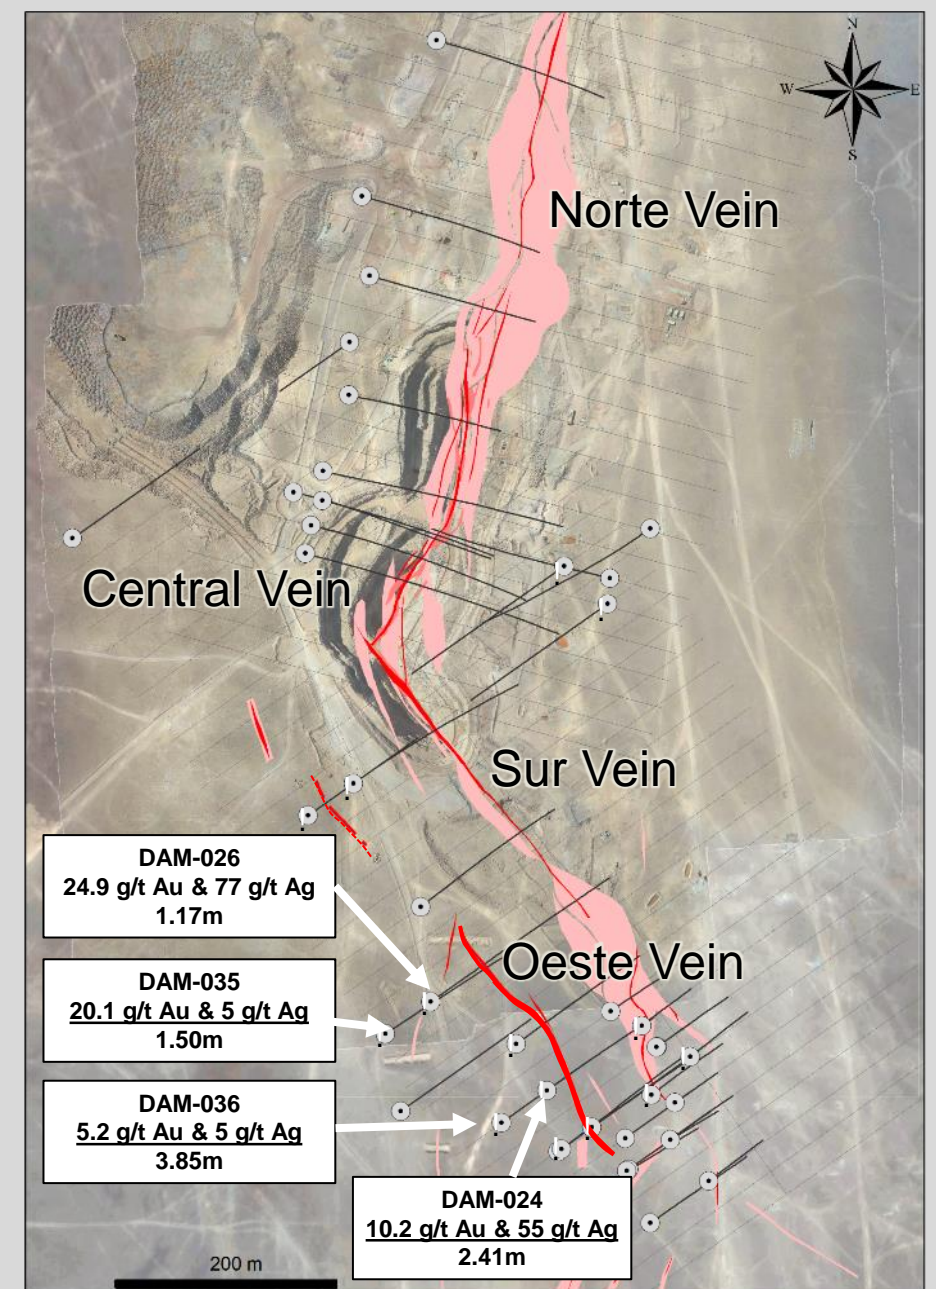 N
W
E
S
Norte Vein
Central Vein
Sur Vein
DAM-026
24.9 g/t Au & 77 g/t Ag
1.17m
Oeste Vein
DAM-035
20.1 g/t Au & 5 g/t Ag
1.50m
DAM-036
5.2 g/t Au & 5 g/t Ag
3.85m
DAM-024
10.2 g/t Au & 55 g/t Ag
2.41m
200 m